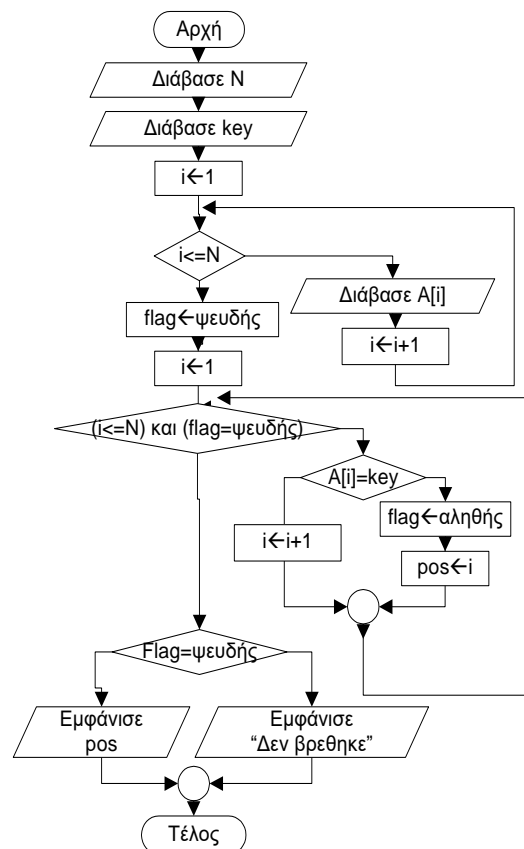 Αρχή
Διάβασε Ν
Διάβασε key
i←1
i<=N
Διάβασε Α[i]
flag←ψευδής
i←i+1
i←1
(i<=N) και (flag=ψευδής)
A[i]=key
flag←αληθής
i←i+1
pos←i
Flag=ψευδής
Εμφάνισε
pos
Εμφάνισε
“Δεν βρεθηκε”
Τέλος